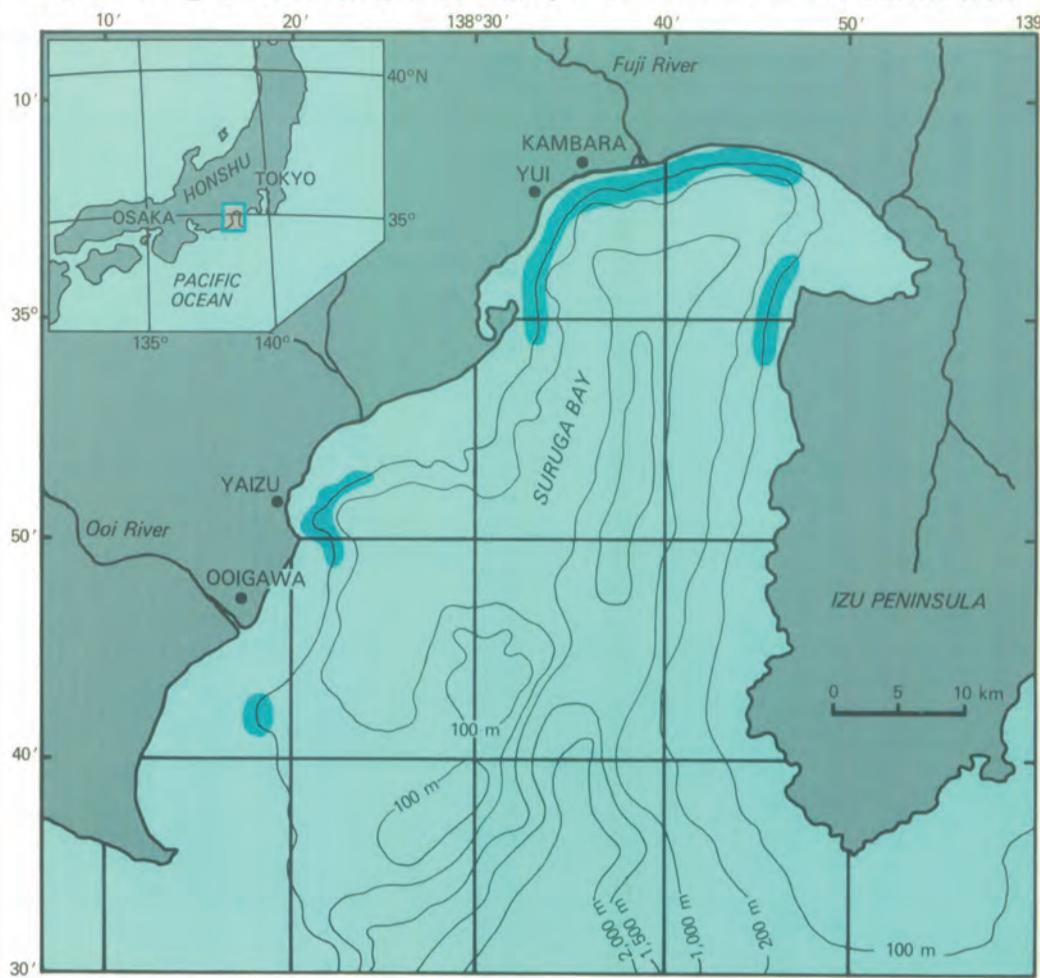 10′
20′
138°30′
40′
50′
139
40°N
HONSHU
TOKYO
OSAKA
35°
PACIFIC
OCEAN
135°
140°
Fuji River
10′
KAMBARA
YUI
35°
SURUGA BAY
YAIZU
50′
Ooi River
OOIGAWA
IZU PENINSULA
0 5 10 km
100 m
40′
100 m
2,000 m
1,500 m
1,000 m
200 m
100 m
30′